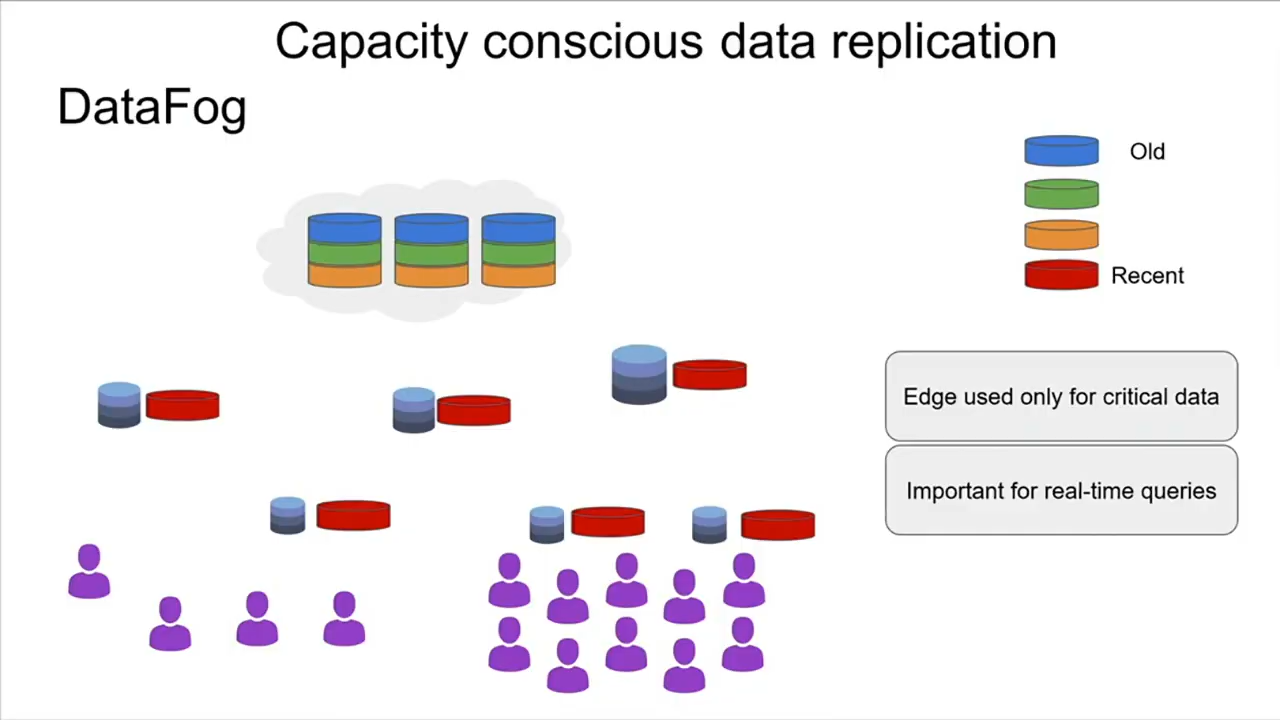 Capacity conscious data replication
DataFog
Old
Recent
Edge used only for critical data
Important for real-time queries